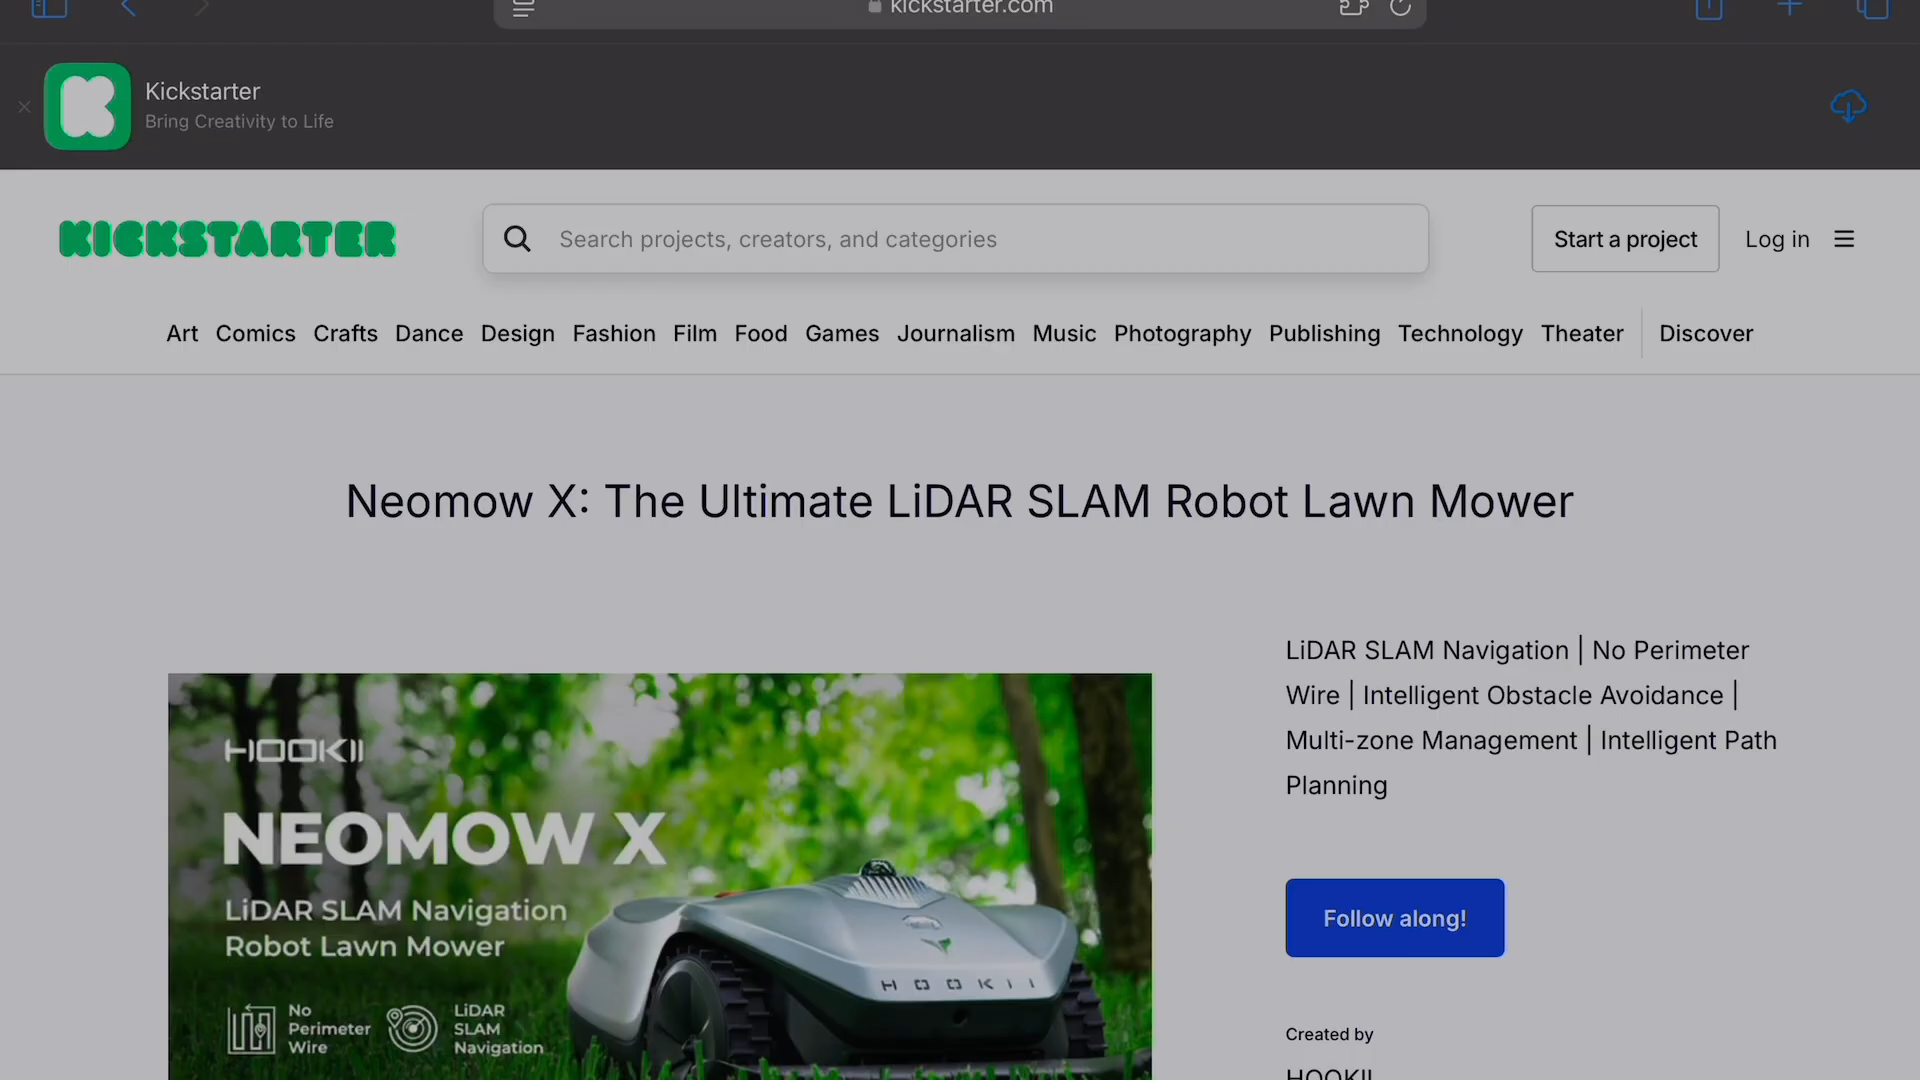 kickstarter.com
Kickstarter
Bring Creativity to Life
KICKSTARTER
Search projects, creators, and categories
Start a project
Log in
Art Comics Crafts Dance Design Fashion Film Food Games Journalism Music Photography Publishing Technology Theater Discover
Neomow X: The Ultimate LiDAR SLAM Robot Lawn Mower
LiDAR SLAM Navigation | No Perimeter
Wire | Intelligent Obstacle Avoidance |
Multi-zone Management | Intelligent Path
Planning
HOOKII
NEOMOW X
LiDAR SLAM Navigation
Robot Lawn Mower
No
Perimeter
Wire
LiDAR
SLAM
Navigation
HOOKII
Follow along!
Created by
HOOKII